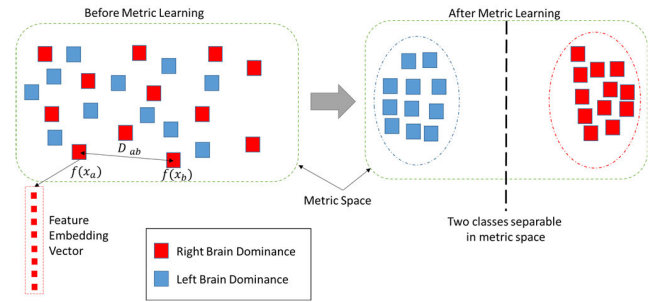 Before Metric Learning
After Metric Learning
D ab
f(xa)
f(xb)
Metric Space
Feature
Embedding
Vector
Two classes separable
in metric space
Right Brain Dominance
Left Brain Dominance